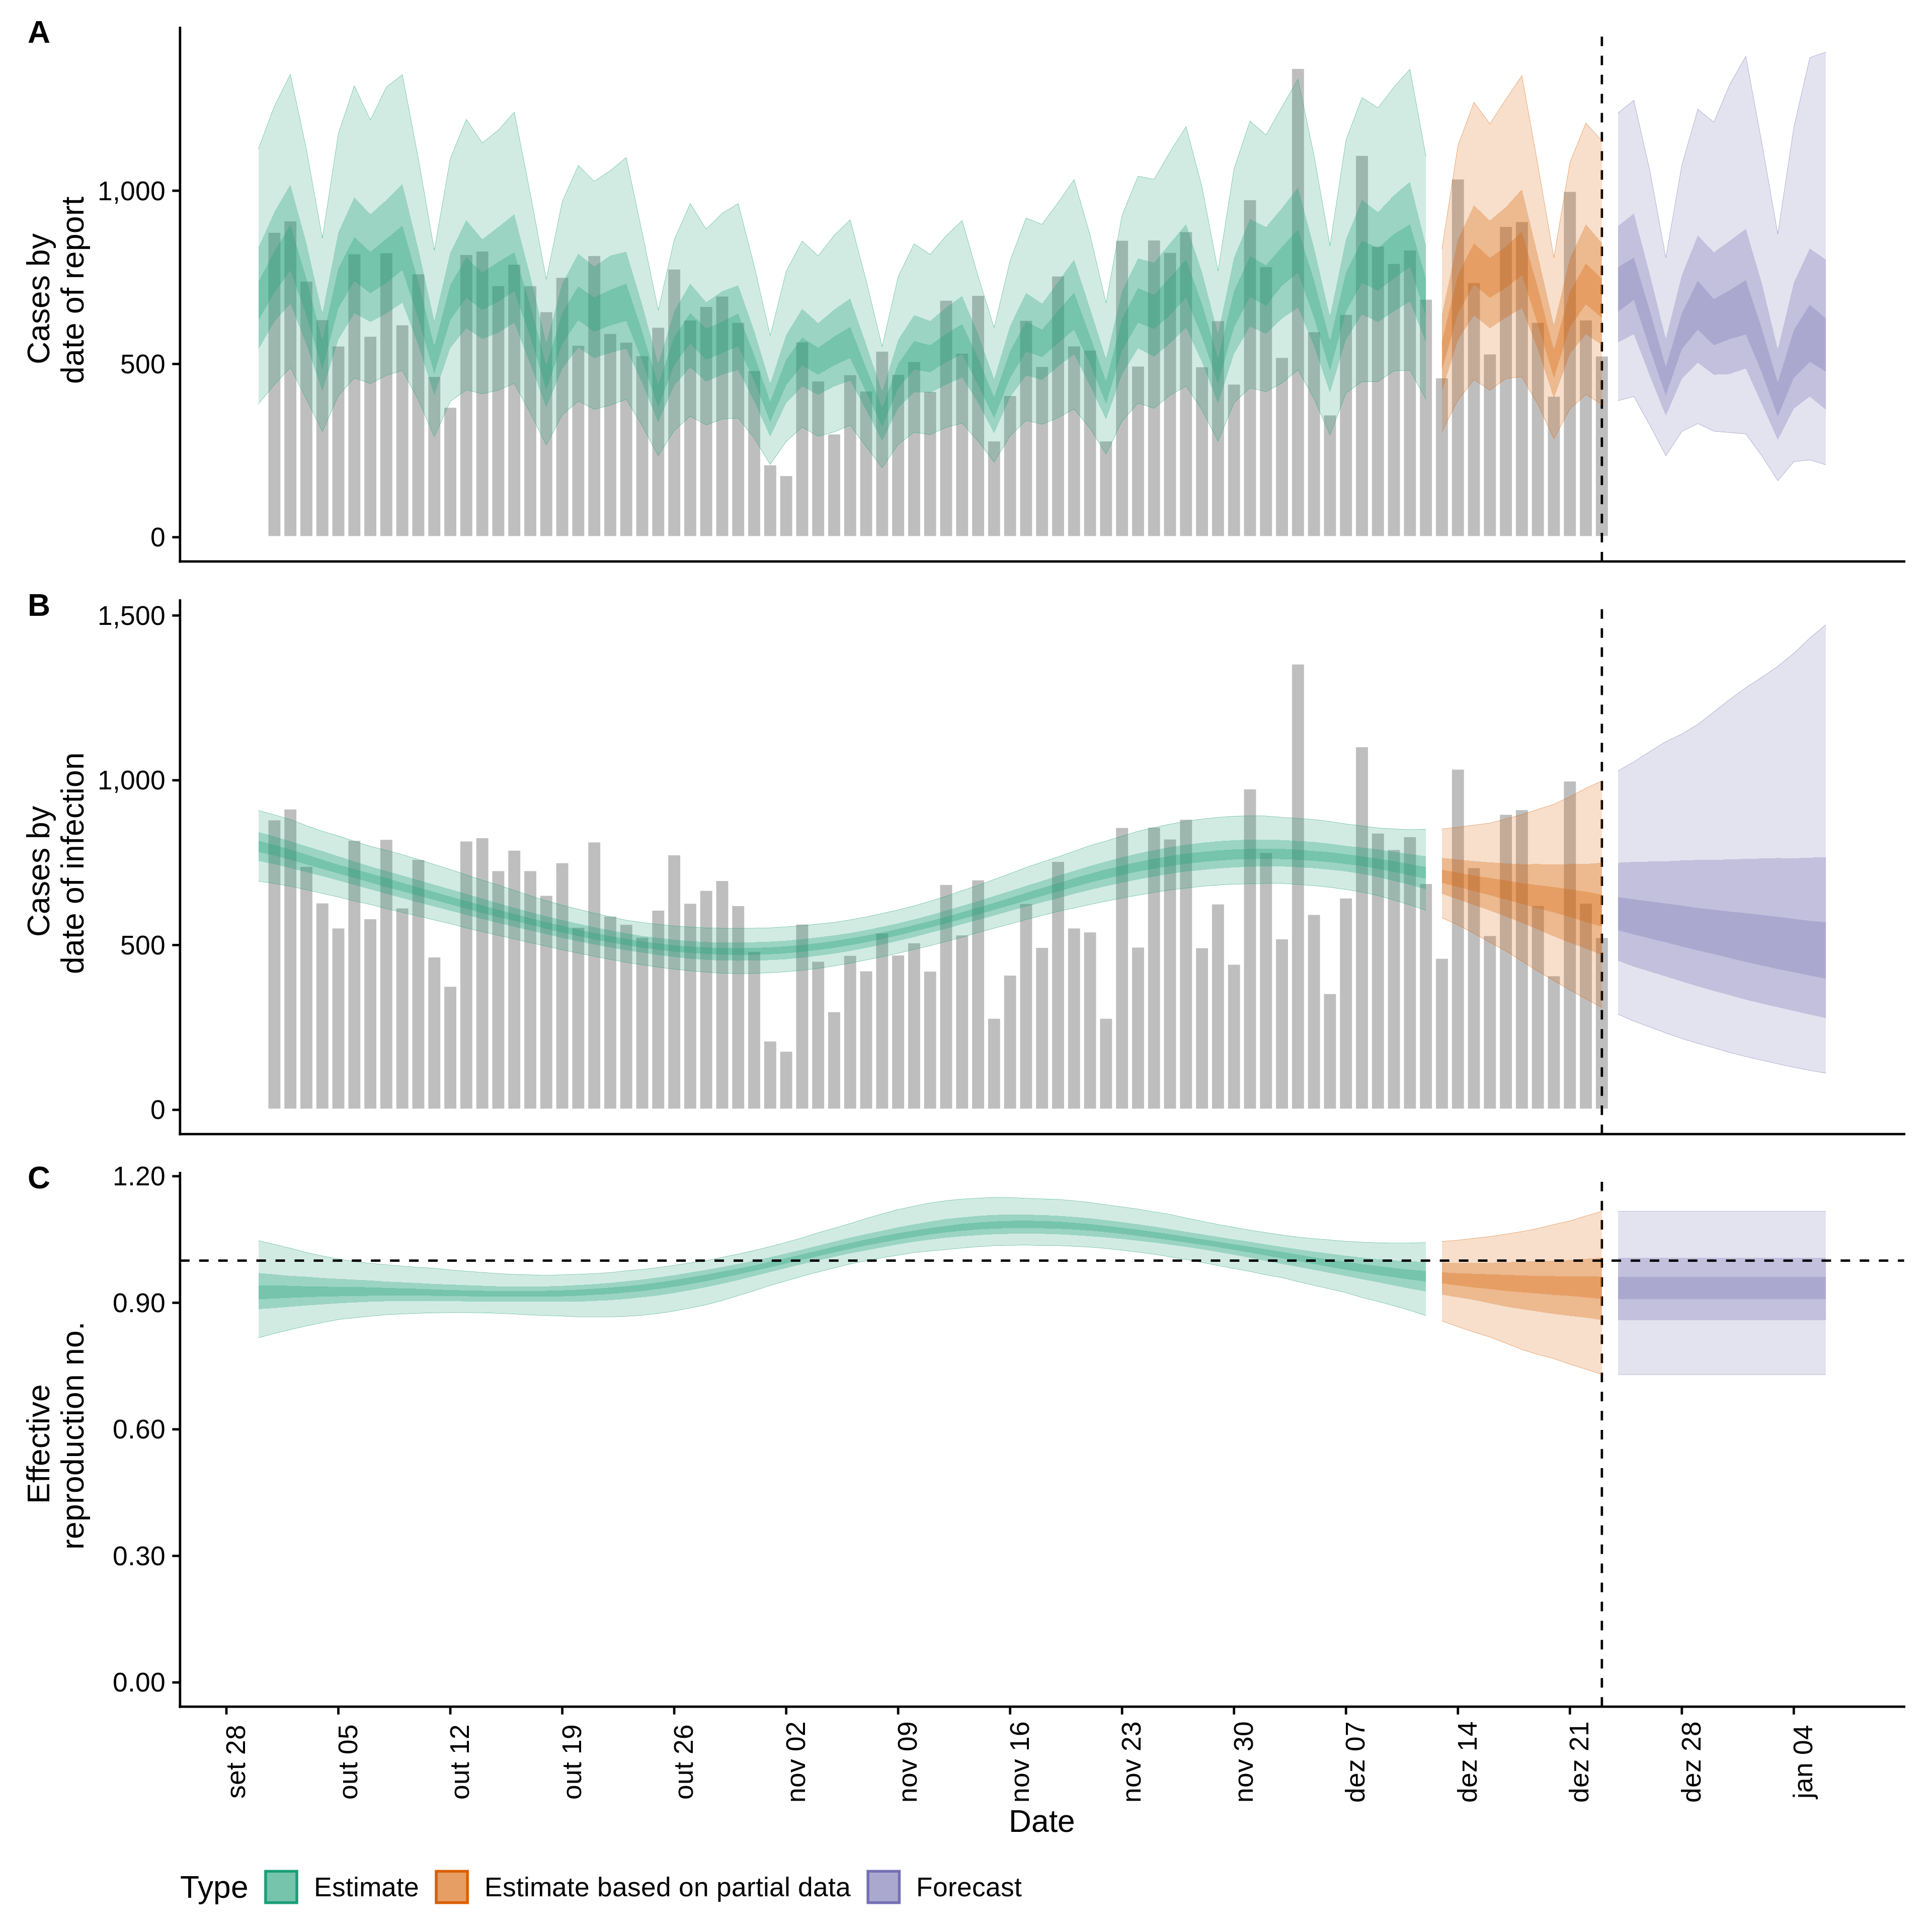 A
Cases by
date of report
1,000
500
0
B
Cases by
date of infection
1,500
1,000
500
0
C
Effective
reproduction no.
1.20
0.90
0.60
0.30
0.00
set 28
out 05
out 12
out 19
out 26
nov 02
nov 09
nov 16
nov 23
nov 30
dez 07
dez 14
dez 21
dez 28
jan 04
Date
Type Estimate Estimate based on partial data Forecast